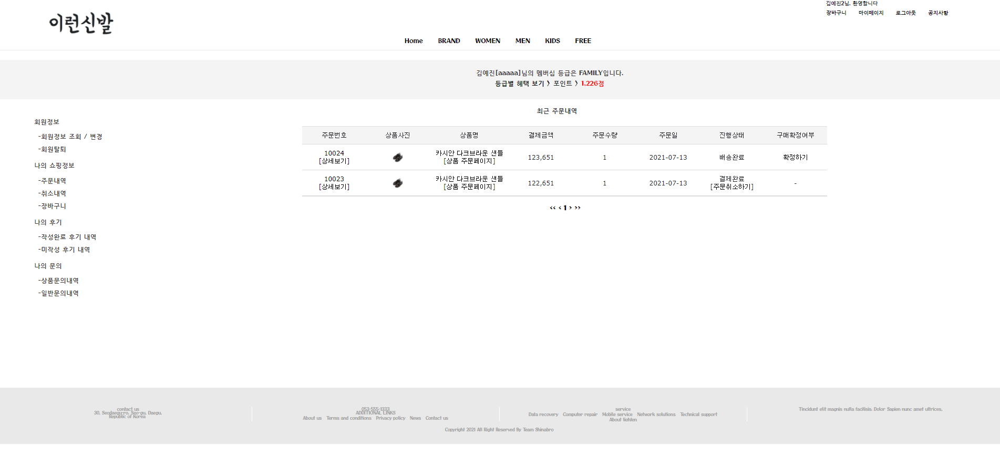 김예진2님, 환영합니다
장바구니 마이페이지 로그아웃 공지사항
이런신발
Home BRAND WOMEN MEN KIDS FREE
김예진[aaaaa]님의 멤버십 등급은 FAMILY입니다.
등급별 혜택 보기 > 포인트 > 1,226점
회원정보
-회원정보 조회 / 변경
-회원탈퇴
나의 쇼핑정보
-주문내역
-취소내역
-장바구니
나의 후기
-작성완료 후기 내역
-미작성 후기 내역
나의 문의
-상품문의내역
-일반문의내역
최근 주문내역
주문번호 상품사진 상품명 결제금액 주문수량 주문일 진행상태 구매확정여부
10024 카시안 다크브라운 샌들 123,651 1 2021-07-13 배송완료 확정하기
[상세보기] [상품 주문페이지]
10023 카시안 다크브라운 샌들 122,651 1 2021-07-13 결제완료 -
[상세보기] [상품 주문페이지] [주문취소하기]
<< < 1 > >>
contact us
30, Seodaegu-ro, Seo-gu, Daegu,
Republic of Korea
053-555-1333
ADDITIONAL LINKS
About us Terms and conditions Privacy policy News Contact us
service
Data recovery Computer repair Mobile service Network solutions Technical support
About lighten
Tincidunt elit magnis nulla facilisis. Dolor Sapien nunc amet ultrices,
Copyright 2021 All Right Reserved By Team Shinabro